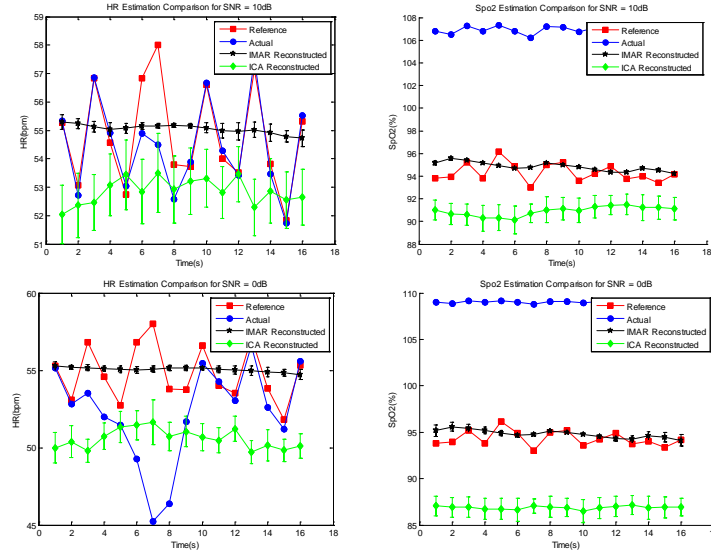 HR Estimation Comparison for SNR = 10dB
59
58
57
56
55
54
53
52
51
HR(bpm)
0 2 4 6 8 10 12 14 16 18
Time(s)
Reference
Actual
IMAR Reconstructed
ICA Reconstructed
Spo2 Estimation Comparison for SNR = 10dB
108
106
104
102
100
98
96
94
92
90
88
SpO2(%)
0 2 4 6 8 10 12 14 16 18
Time(s)
Reference
Actual
IMAR Reconstructed
ICA Reconstructed
HR Estimation Comparison for SNR = 0dB
60
55
50
45
HR(bpm)
0 2 4 6 8 10 12 14 16 18
Time(s)
Reference
Actual
IMAR Reconstructed
ICA Reconstructed
Spo2 Estimation Comparison for SNR = 0dB
110
105
100
95
90
85
SpO2(%)
0 2 4 6 8 10 12 14 16 18
Time(s)
Reference
Actual
IMAR Reconstructed
ICA Reconstructed